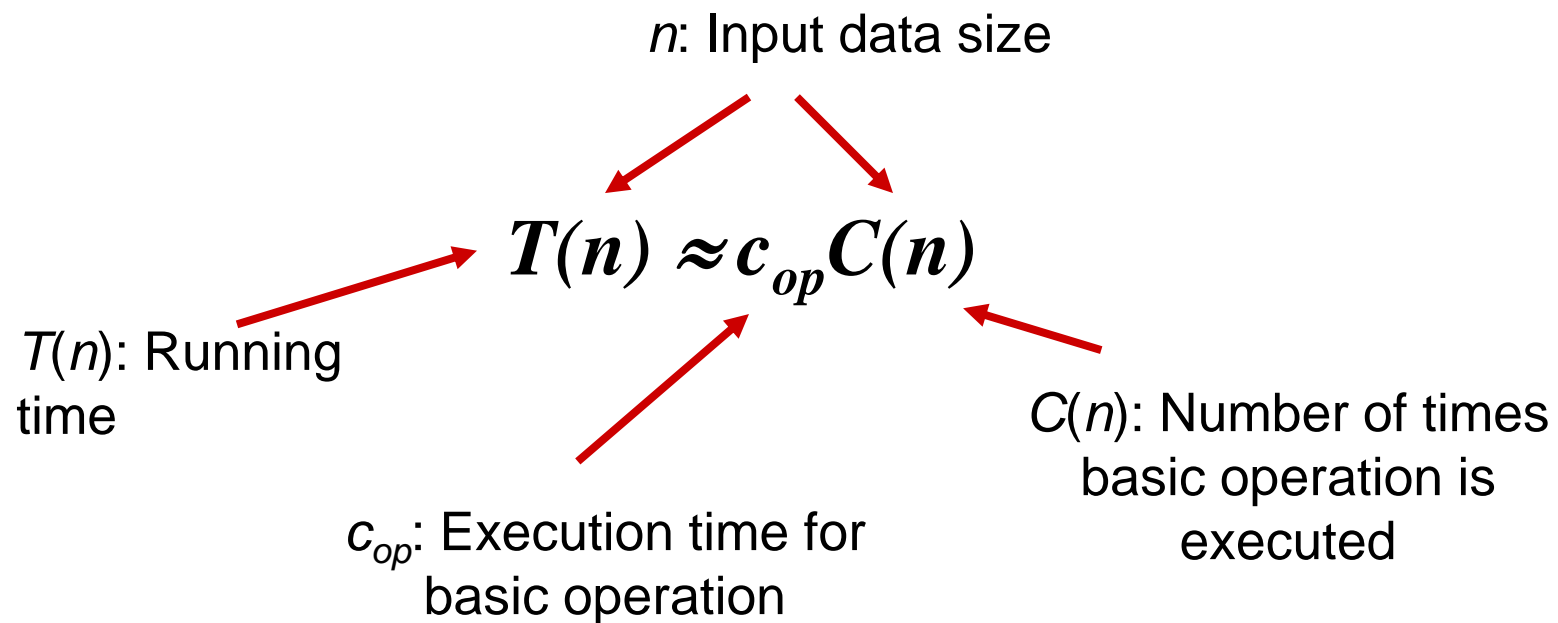 n: Input data size
T(n) ≈ c_op C(n)
T(n): Running
time
C(n): Number of times
basic operation is
executed
c_op: Execution time for
basic operation